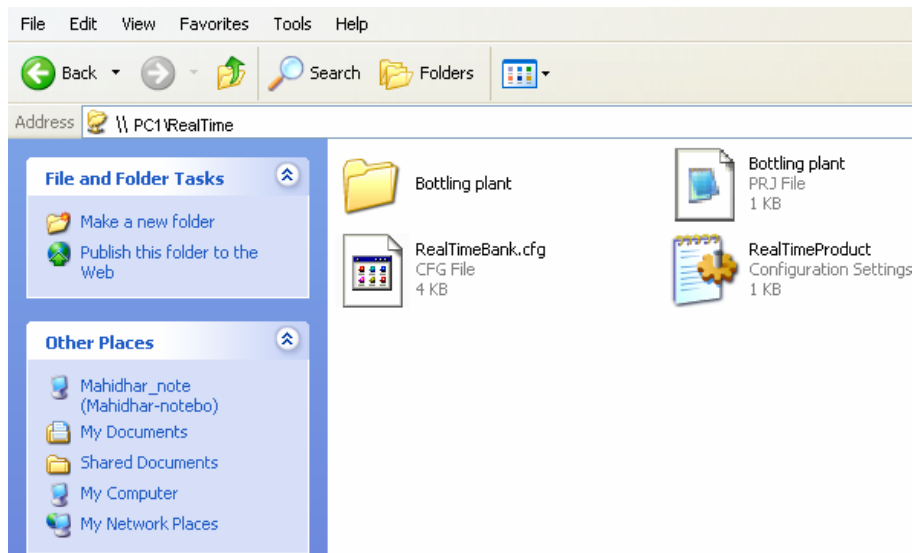 File Edit View Favorites Tools Help
Back Search Folders
Address \\ PC1\RealTime
File and Folder Tasks
Make a new folder
Publish this folder to the
Web
Other Places
Mahidhar_note
(Mahidhar-notebo)
My Documents
Shared Documents
My Computer
My Network Places
Bottling plant
Bottling plant
PRJ File
1 KB
RealTimeBank.cfg
CFG File
4 KB
RealTimeProduct
Configuration Settings
1 KB